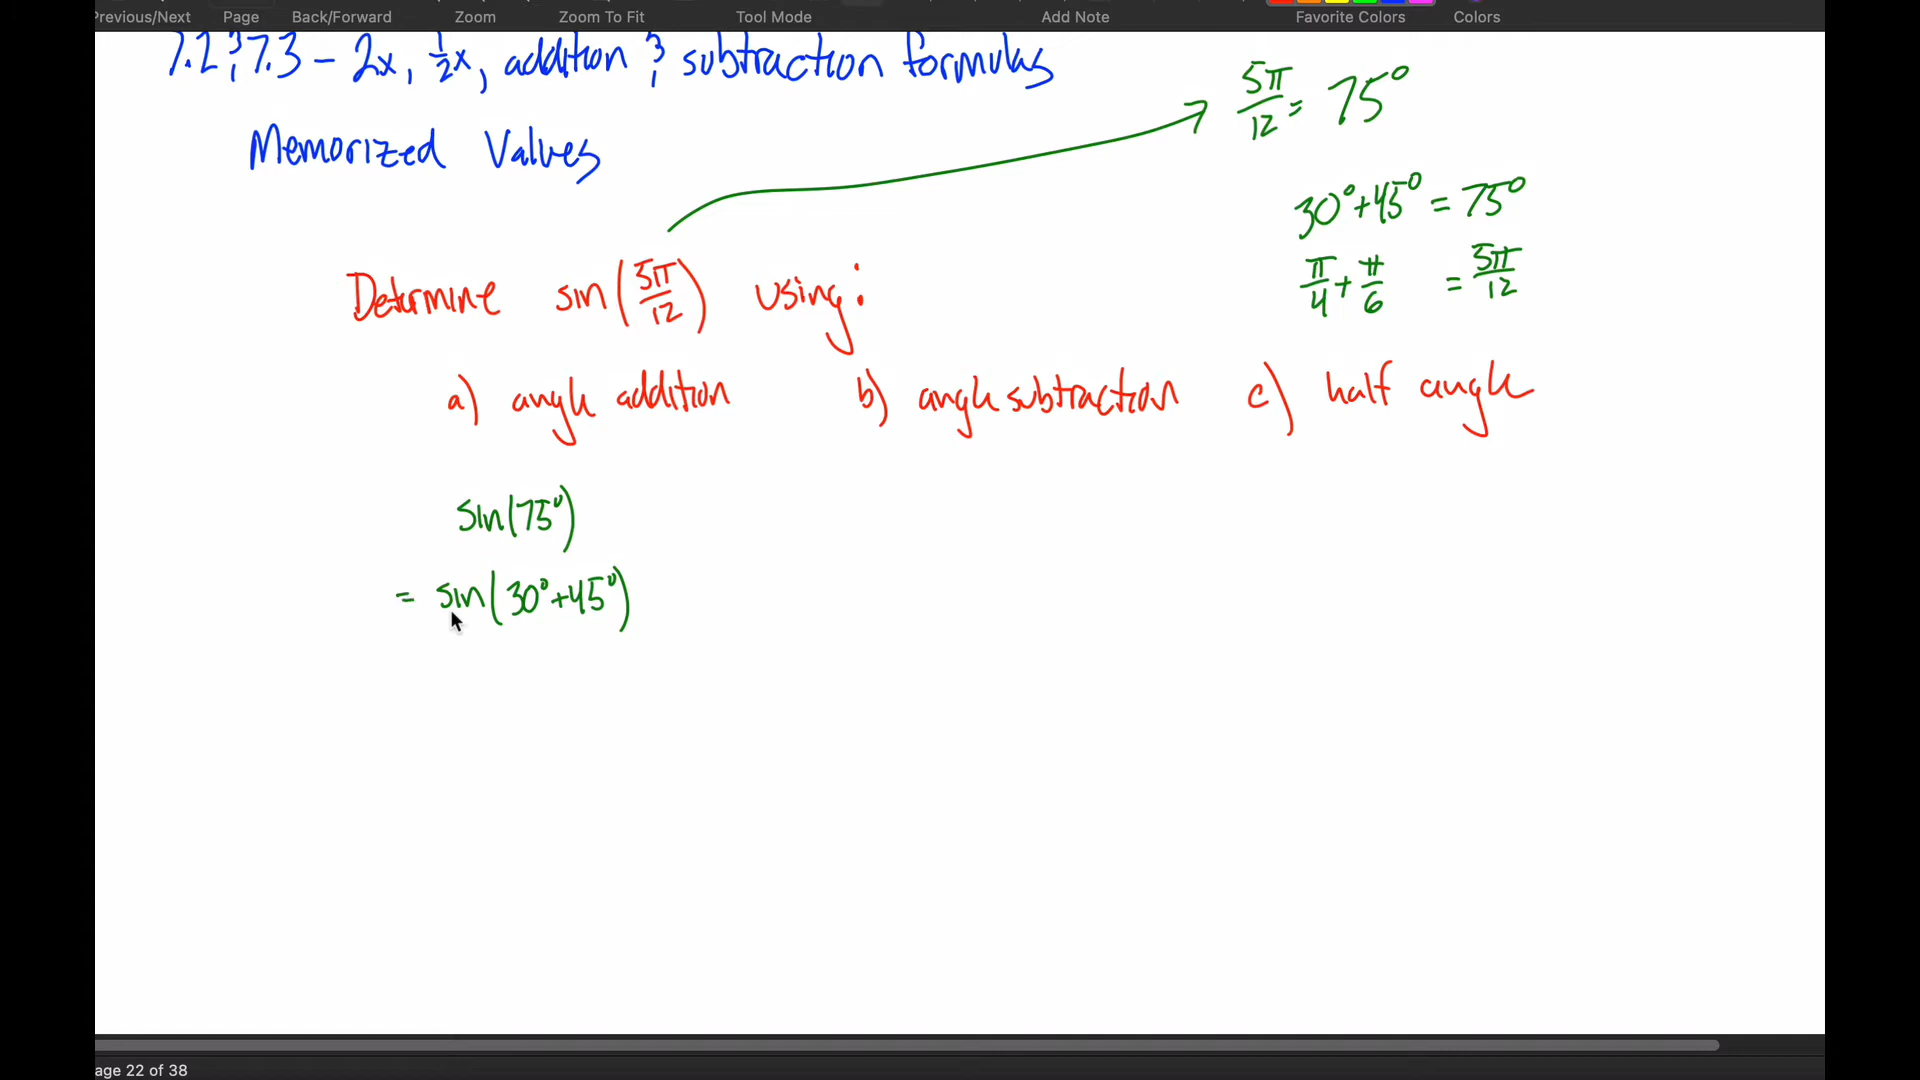 Previous/Next Page Back/Forward Zoom Zoom To Fit Tool Mode Add Note Favorite Colors Colors
7.2 & 7.3 - 2x, ½x, addition & subtraction formulas
5π/12 = 75°
Memorized Values
30° + 45° = 75°
π/4 + π/6 = 5π/12
Determine sin(5π/12) using:
a) angle addition b) angle subtraction c) half angle
sin(75°)
= sin(30° + 45°)
age 22 of 38